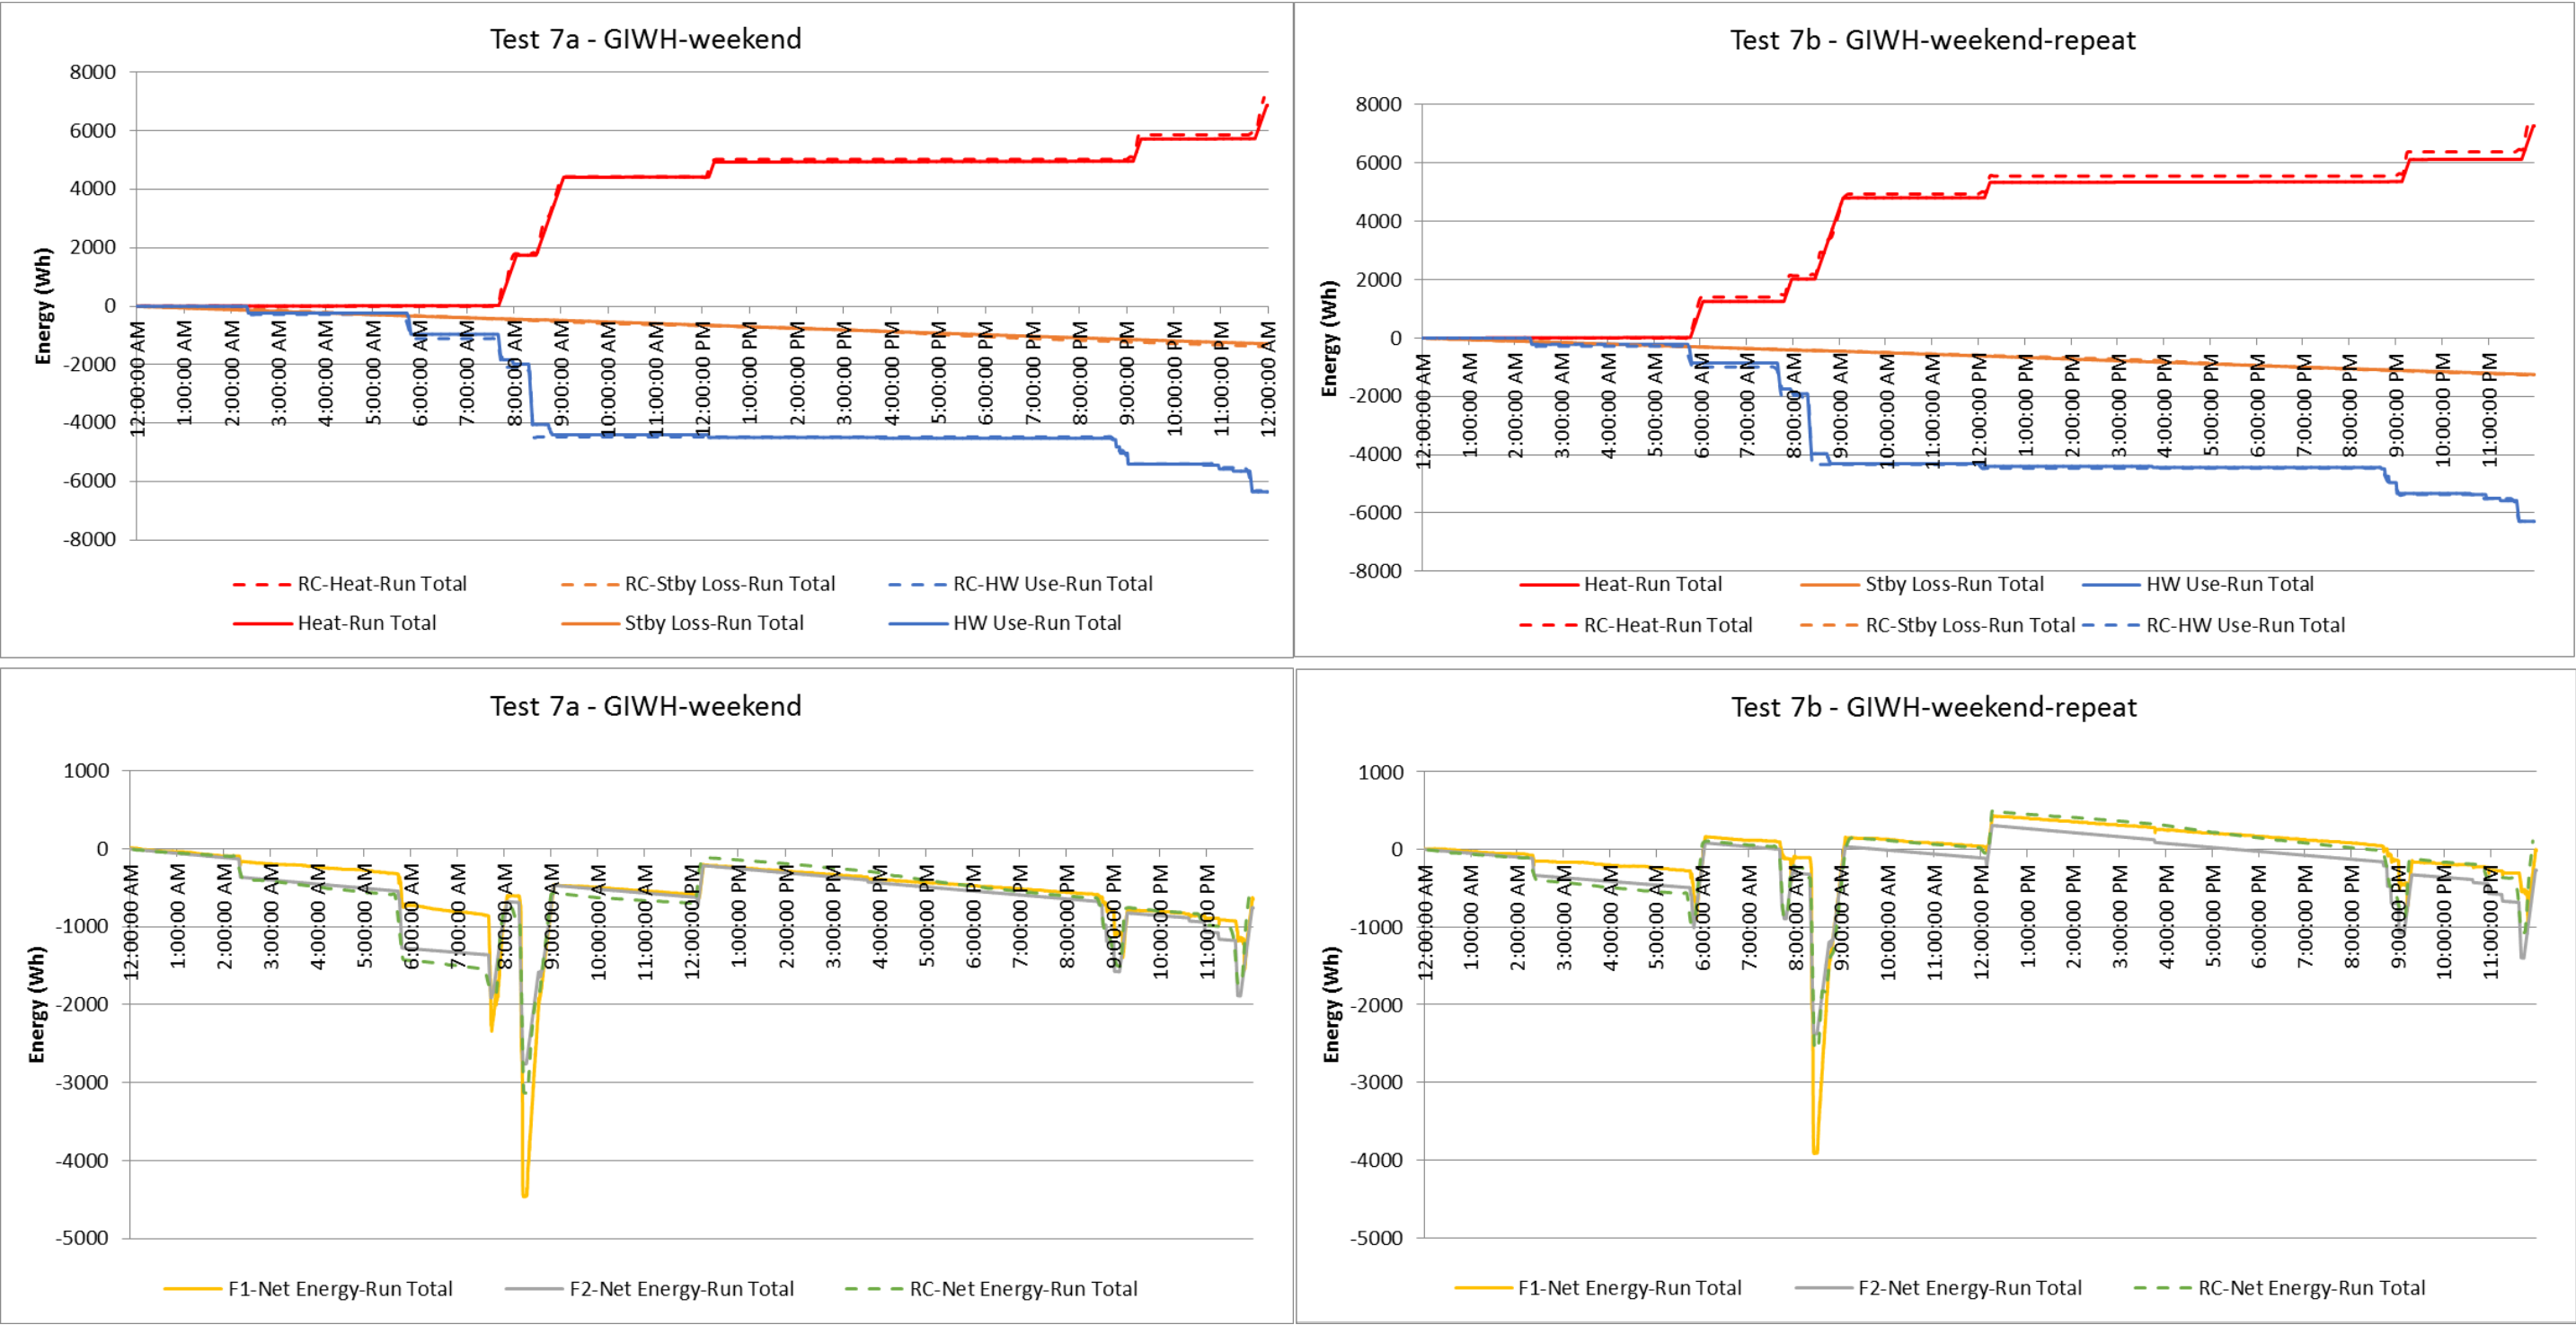 Test 7a - GIWH-weekend
8000
6000
4000
2000
0
-2000
-4000
-6000
-8000
Energy (Wh)
12:00:00 AM
1:00:00 AM
2:00:00 AM
3:00:00 AM
4:00:00 AM
5:00:00 AM
6:00:00 AM
7:00:00 AM
8:00:00 AM
9:00:00 AM
10:00:00 AM
11:00:00 AM
12:00:00 PM
1:00:00 PM
2:00:00 PM
3:00:00 PM
4:00:00 PM
5:00:00 PM
6:00:00 PM
7:00:00 PM
8:00:00 PM
9:00:00 PM
10:00:00 PM
11:00:00 PM
12:00:00 AM
RC-Heat-Run Total RC-Stby Loss-Run Total RC-HW Use-Run Total
Heat-Run Total Stby Loss-Run Total HW Use-Run Total
Test 7b - GIWH-weekend-repeat
8000
6000
4000
2000
0
-2000
-4000
-6000
-8000
Energy (Wh)
12:00:00 AM
1:00:00 AM
2:00:00 AM
3:00:00 AM
4:00:00 AM
5:00:00 AM
6:00:00 AM
7:00:00 AM
8:00:00 AM
9:00:00 AM
10:00:00 AM
11:00:00 AM
12:00:00 PM
1:00:00 PM
2:00:00 PM
3:00:00 PM
4:00:00 PM
5:00:00 PM
6:00:00 PM
7:00:00 PM
8:00:00 PM
9:00:00 PM
10:00:00 PM
11:00:00 PM
Heat-Run Total Stby Loss-Run Total HW Use-Run Total
RC-Heat-Run Total RC-Stby Loss-Run Total RC-HW Use-Run Total
Test 7a - GIWH-weekend
1000
0
-1000
-2000
-3000
-4000
-5000
Energy (Wh)
12:00:00 AM
1:00:00 AM
2:00:00 AM
3:00:00 AM
4:00:00 AM
5:00:00 AM
6:00:00 AM
7:00:00 AM
8:00:00 AM
9:00:00 AM
10:00:00 AM
11:00:00 AM
12:00:00 PM
1:00:00 PM
2:00:00 PM
3:00:00 PM
4:00:00 PM
5:00:00 PM
6:00:00 PM
7:00:00 PM
8:00:00 PM
9:00:00 PM
10:00:00 PM
11:00:00 PM
F1-Net Energy-Run Total F2-Net Energy-Run Total RC-Net Energy-Run Total
Test 7b - GIWH-weekend-repeat
1000
0
-1000
-2000
-3000
-4000
-5000
Energy (Wh)
12:00:00 AM
1:00:00 AM
2:00:00 AM
3:00:00 AM
4:00:00 AM
5:00:00 AM
6:00:00 AM
7:00:00 AM
8:00:00 AM
9:00:00 AM
10:00:00 AM
11:00:00 AM
12:00:00 PM
1:00:00 PM
2:00:00 PM
3:00:00 PM
4:00:00 PM
5:00:00 PM
6:00:00 PM
7:00:00 PM
8:00:00 PM
9:00:00 PM
10:00:00 PM
11:00:00 PM
F1-Net Energy-Run Total F2-Net Energy-Run Total RC-Net Energy-Run Total